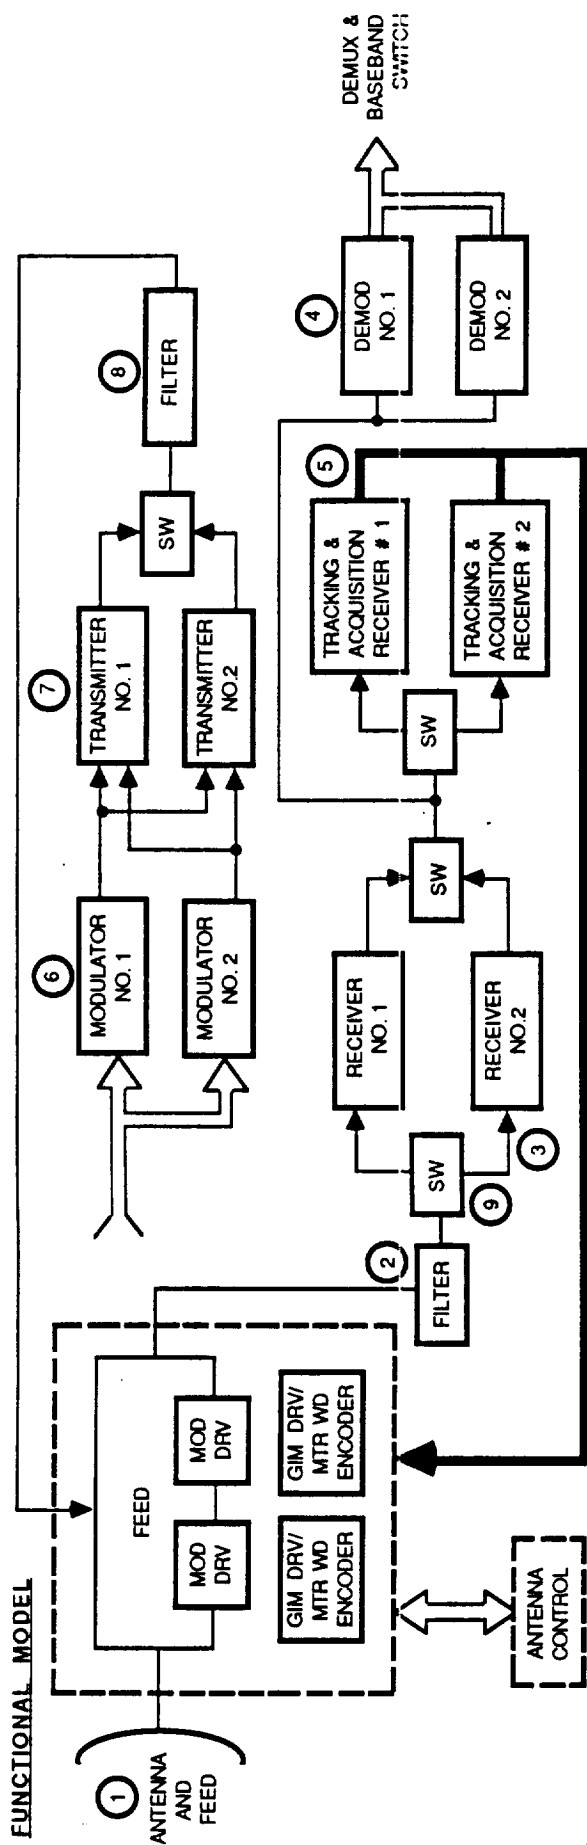 FUNCTIONAL MODEL
1
ANTENNA
AND
FEED
FEED
MOD
DRV
MOD
DRV
GIM DRV/
MTR WD
ENCODER
GIM DRV/
MTR WD
ENCODER
ANTENNA
CONTROL
6
MODULATOR
NO. 1
MODULATOR
NO. 2
7
TRANSMITTER
NO. 1
TRANSMITTER
NO.2
SW
8
FILTER
2
FILTER
9
SW
3
RECEIVER
NO. 1
RECEIVER
NO.2
SW
SW
5
TRACKING &
ACQUISITION
RECEIVER # 1
TRACKING &
ACQUISITION
RECEIVER # 2
4
DEMOD
NO. 1
DEMOD
NO. 2
DEMUX &
BASEBAND
SWITCH